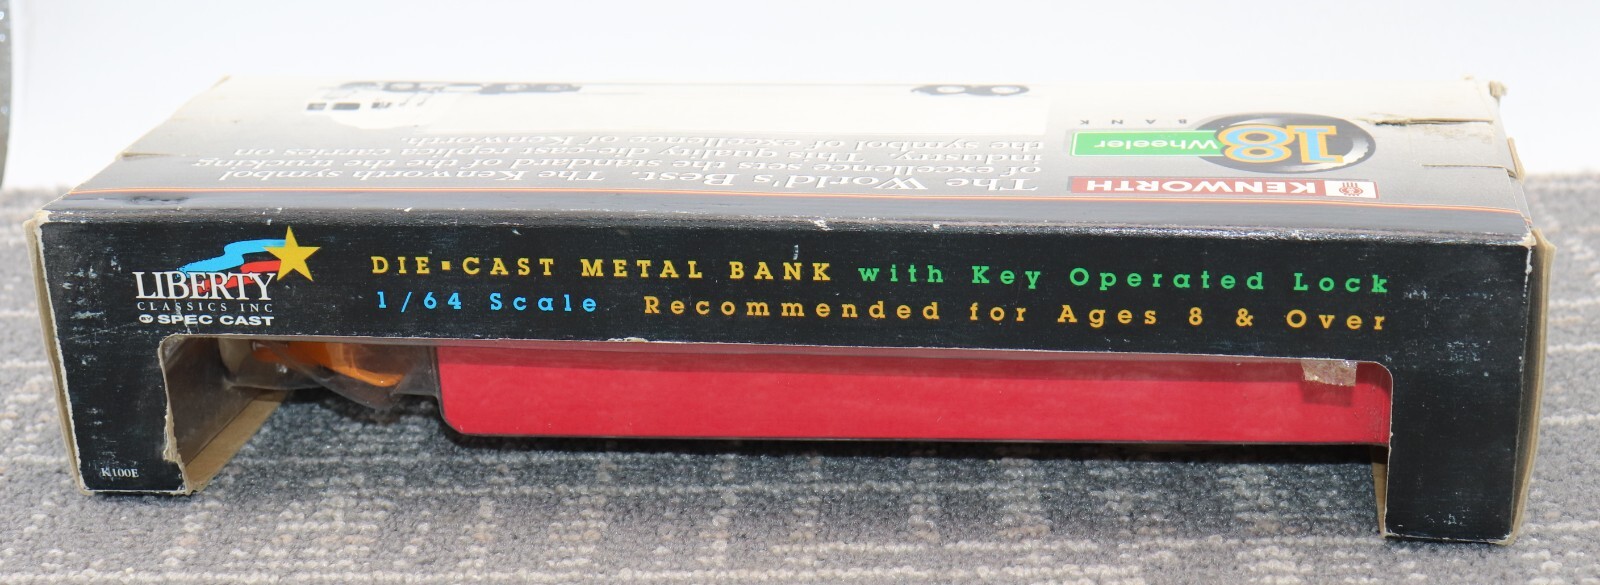 LIBERTY
CLASSICS INC
SPEC CAST
DIE-CAST METAL BANK with Key Operated Lock
1/64 Scale Recommended for Ages 8 & Over
K100E
KENWORTH
18
Wheeler
BANK
The World's Best. The Kenworth symbol
of excellence sets the standard of the trucking
industry. This quality die-cast replic carries on
the symbol of excellence of Kenworth.